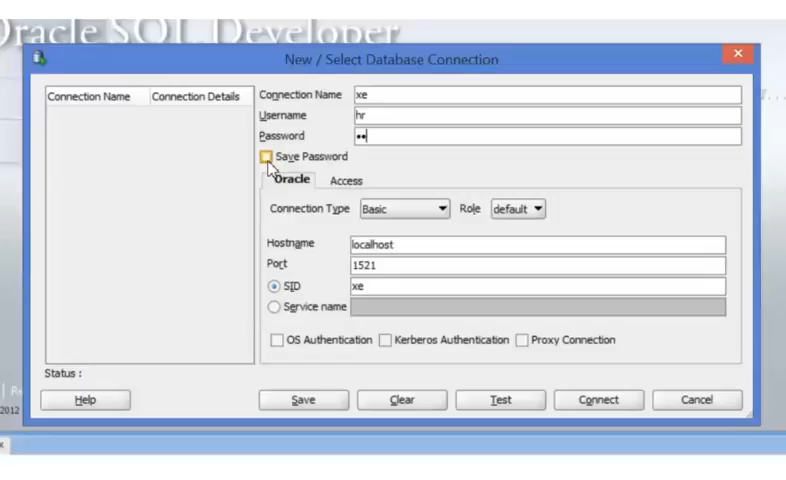 Oracle SQL Developer
New / Select Database Connection
Connection Name Connection Details
Connection Name xe
Username hr
Password ••
Save Password
Oracle Access
Connection Type Basic Role default
Hostname localhost
Port 1521
SID xe
Service name
OS Authentication Kerberos Authentication Proxy Connection
Status :
Help Save Clear Test Connect Cancel
2012